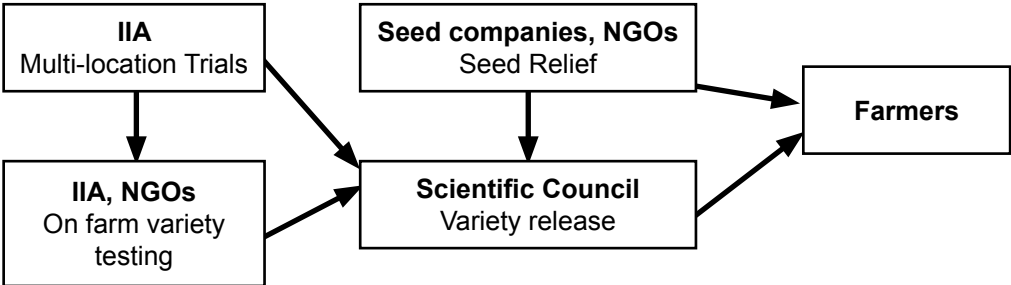 IIA
Multi-location Trials
Seed companies, NGOs
Seed Relief
Farmers
IIA, NGOs
On farm variety
testing
Scientific Council
Variety release